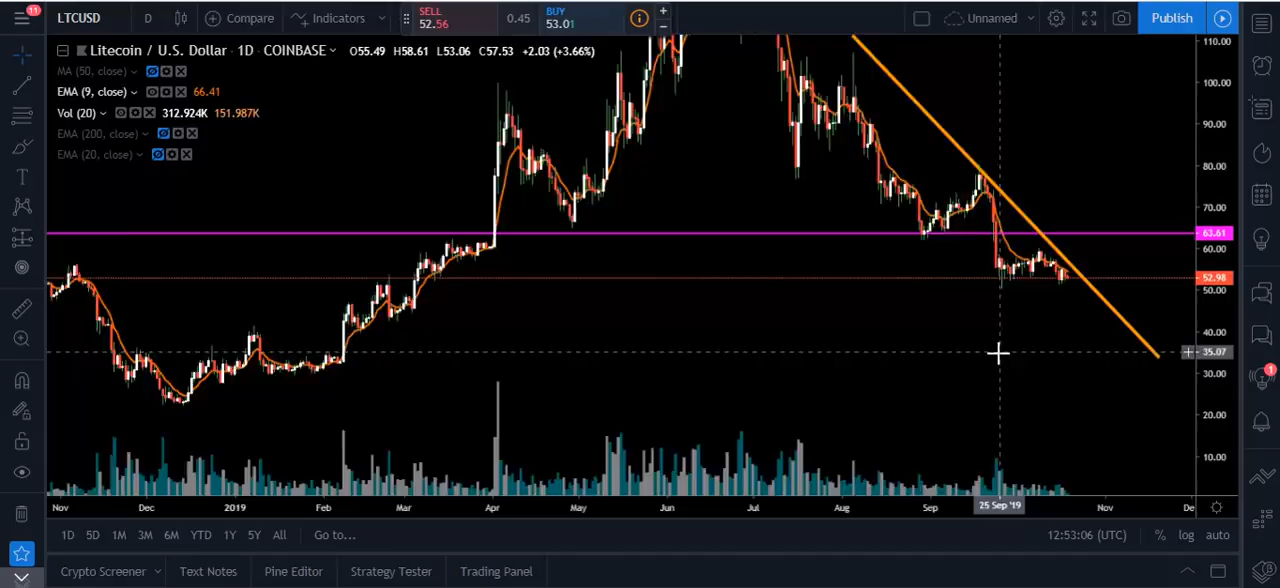 11
LTCUSD
D
Compare
Indicators
SELL
52.56
0.45
BUY
53.01
+
−
Unnamed
Publish
Litecoin / U.S. Dollar · 1D · COINBASE
O55.49 H58.61 L53.06 C57.53 +2.03 (+3.66%)
MA (50, close)
EMA (9, close) 66.41
Vol (20) 312.924K 151.987K
EMA (200, close)
EMA (20, close)
110.00
100.00
90.00
80.00
70.00
63.61
60.00
52.98
50.00
40.00
35.07
30.00
20.00
10.00
1
Nov Dec 2019 Feb Mar Apr May Jun Jul Aug Sep 25 Sep '19 Nov De
1D 5D 1M 3M 6M YTD 1Y 5Y All Go to...
12:53:06 (UTC) % log auto
Crypto Screener Text Notes Pine Editor Strategy Tester Trading Panel